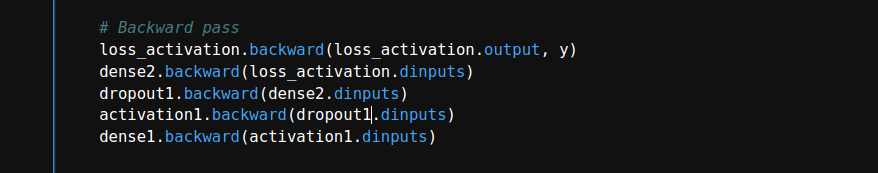 # Backward pass
loss_activation.backward(loss_activation.output, y)
dense2.backward(loss_activation.dinputs)
dropout1.backward(dense2.dinputs)
activation1.backward(dropout1.dinputs)
dense1.backward(activation1.dinputs)